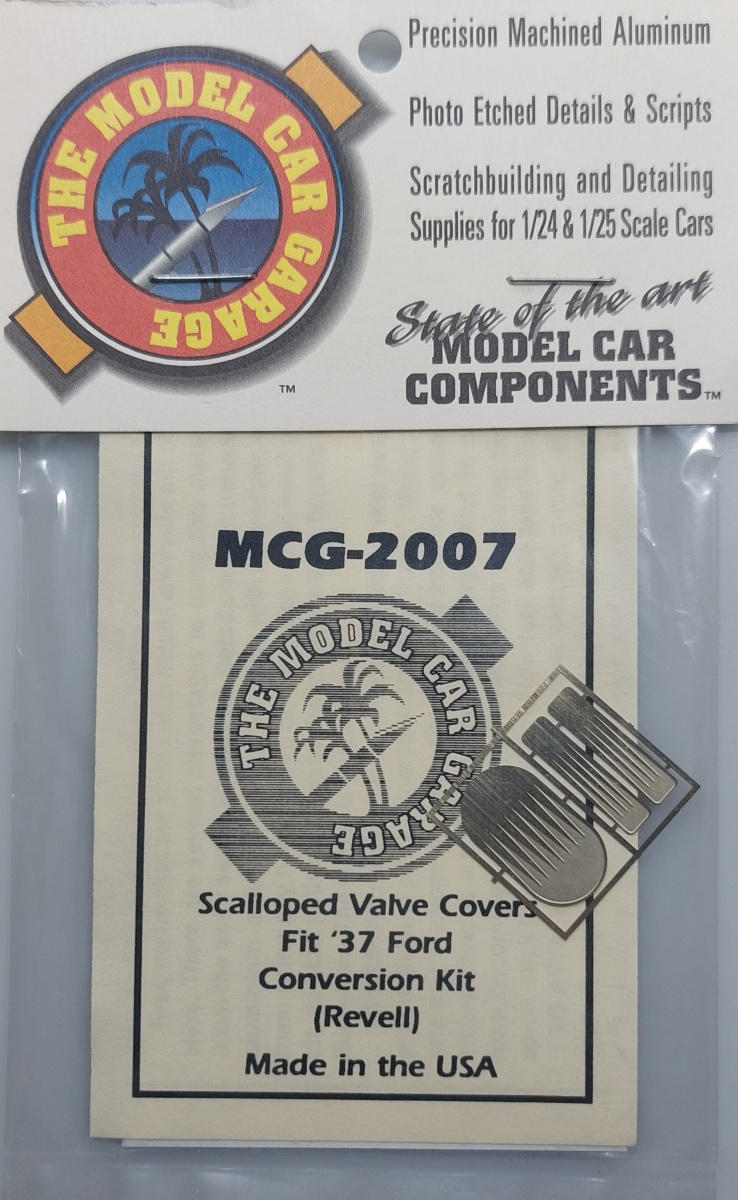 THE MODEL CAR GARAGE
TM
Precision Machined Aluminum
Photo Etched Details & Scripts
Scratchbuilding and Detailing
Supplies for 1/24 & 1/25 Scale Cars
State of the art
MODEL CAR
COMPONENTS TM
MCG-2007
THE MODEL CAR GARAGE
Scalloped Valve Covers
Fit ‘37 Ford
Conversion Kit
(Revell)
Made in the USA